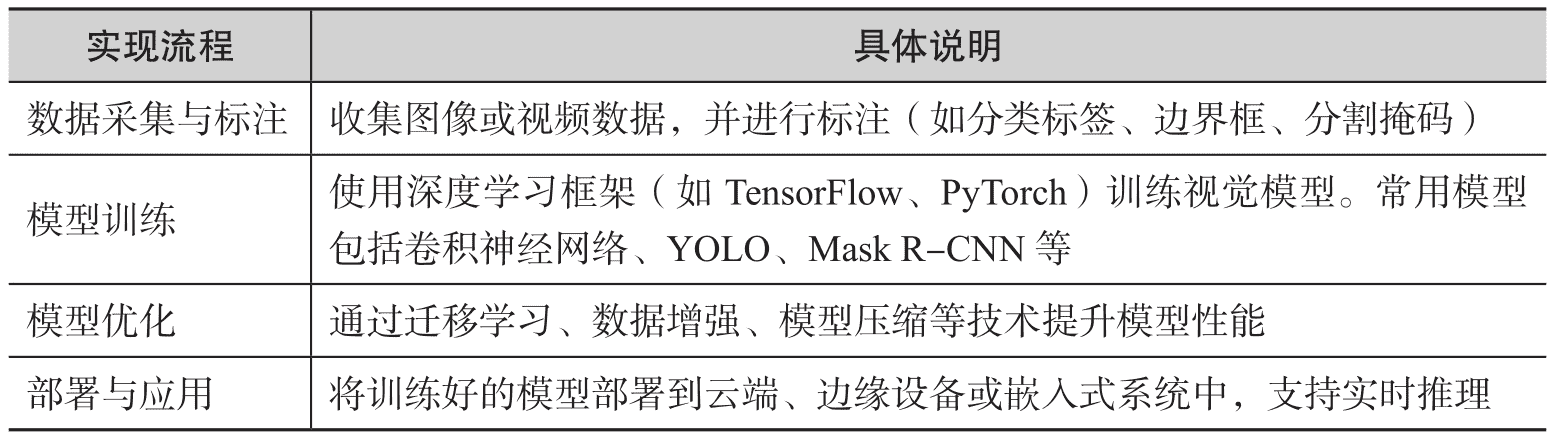 实现流程 具体说明
数据采集与标注 收集图像或视频数据，并进行标注（如分类标签、边界框、分割掩码）
模型训练 使用深度学习框架（如 TensorFlow、PyTorch）训练视觉模型。常用模型
包括卷积神经网络、YOLO、Mask R-CNN 等
模型优化 通过迁移学习、数据增强、模型压缩等技术提升模型性能
部署与应用 将训练好的模型部署到云端、边缘设备或嵌入式系统中，支持实时推理